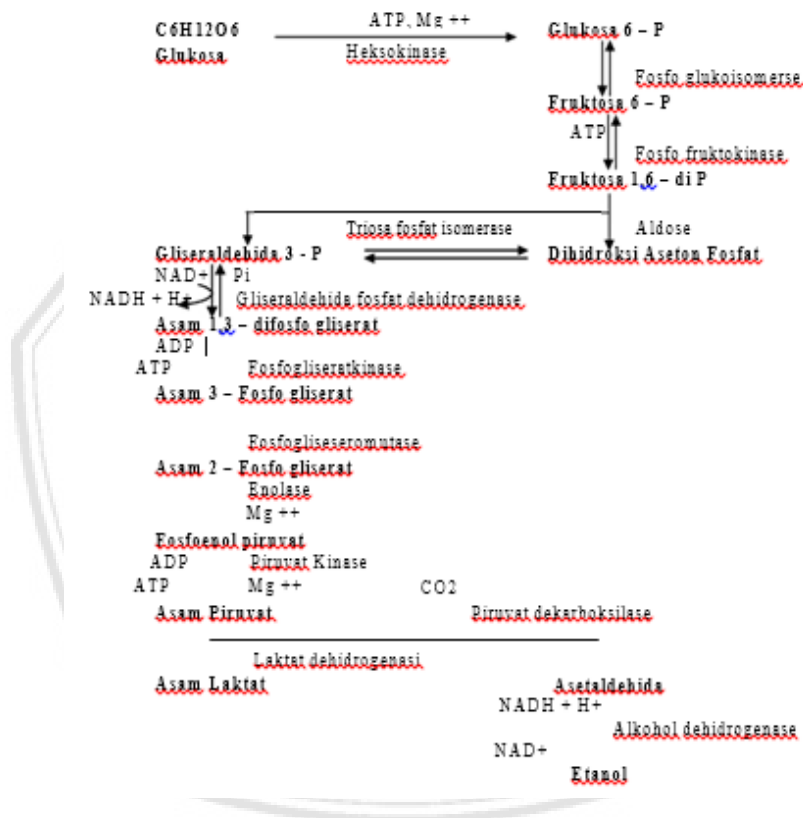 C6H12O6 ATP, Mg ++ Glukosa 6 – P
Glukosa Heksokinase
Fosfo glukoisomerse
Fruktosa 6 – P
ATP
Fosfo fruktokinase
Fruktosa 1,6 – di P
Triosa fosfat isomerase Aldose
Gliseraldehida 3 - P Dihidroksi Aseton Fosfat
NAD+ Pi
NADH + H+ Gliseraldehida fosfat dehidrogenase
Asam 1,3 – difosfo gliserat
ADP
ATP Fosfogliseratkinase
Asam 3 – Fosfo gliserat
Fosfogliseseromutase
Asam 2 – Fosfo gliserat
Enolase
Mg ++
Fosfoenol piruvat
ADP Piruvat Kinase
ATP Mg ++ CO2
Asam Piruvat Piruvat dekarboksilase
Laktat dehidrogenasi
Asam Laktat Asetaldehida
NADH + H+
Alkohol dehidrogenase
NAD+
Etanol